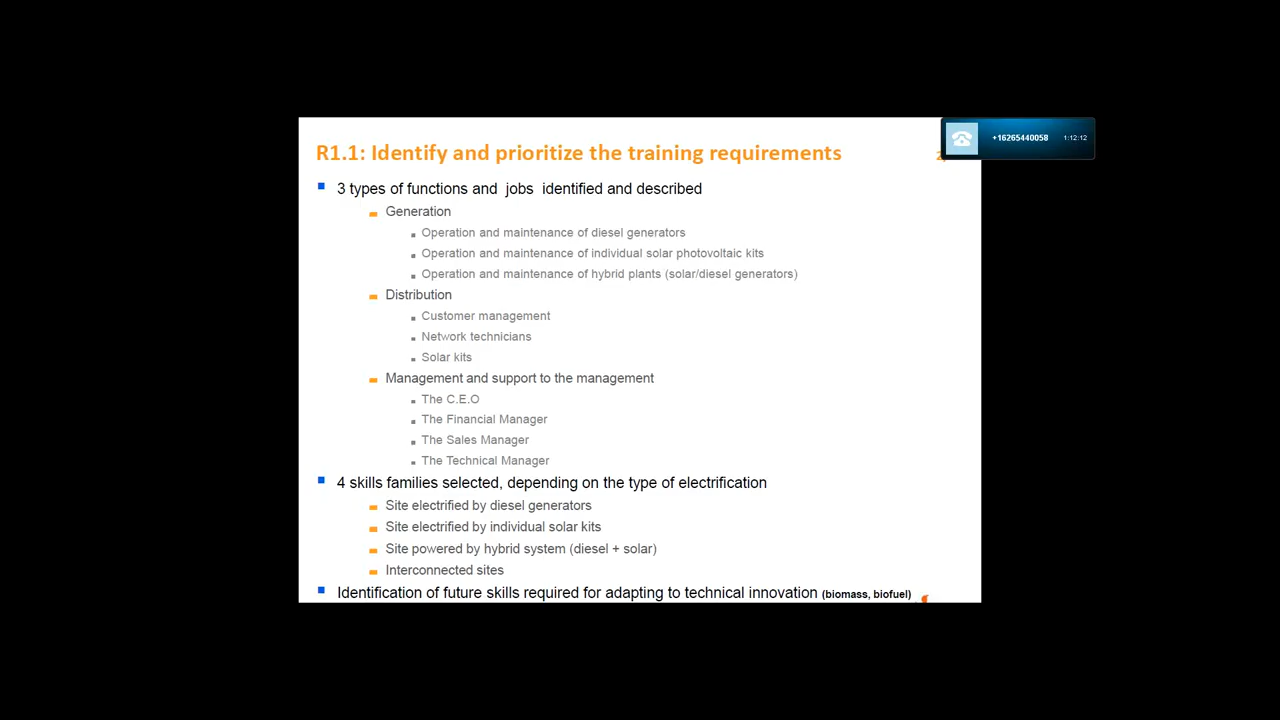 R1.1: Identify and prioritize the training requirements
+16265440058 1:12:12
3 types of functions and jobs identified and described
Generation
Operation and maintenance of diesel generators
Operation and maintenance of individual solar photovoltaic kits
Operation and maintenance of hybrid plants (solar/diesel generators)
Distribution
Customer management
Network technicians
Solar kits
Management and support to the management
The C.E.O
The Financial Manager
The Sales Manager
The Technical Manager
4 skills families selected, depending on the type of electrification
Site electrified by diesel generators
Site electrified by individual solar kits
Site powered by hybrid system (diesel + solar)
Interconnected sites
Identification of future skills required for adapting to technical innovation (biomass, biofuel)